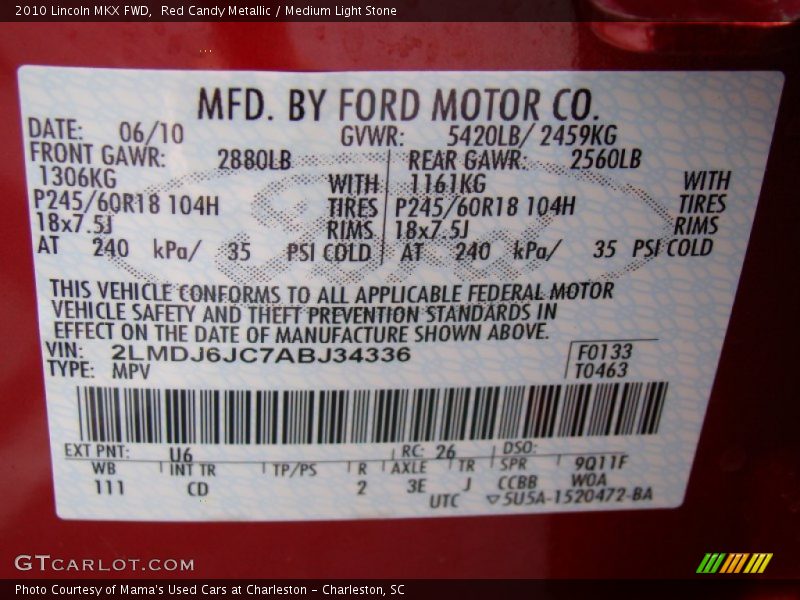 2010 Lincoln MKX FWD,  Red Candy Metallic / Medium Light Stone
MFD. BY FORD MOTOR CO.
DATE: 06/10 GVWR: 5420LB/ 2459KG
FRONT GAWR: 2880LB REAR GAWR: 2560LB
1306KG WITH 1161KG WITH
P245/60R18 104H TIRES P245/60R18 104H TIRES
18x7.5J RIMS 18x7.5J RIMS
AT 240 kPa/ 35 PSI COLD AT 240 kPa/ 35 PSI COLD
Ford
THIS VEHICLE CONFORMS TO ALL APPLICABLE FEDERAL MOTOR
VEHICLE SAFETY AND THEFT PREVENTION STANDARDS IN
EFFECT ON THE DATE OF MANUFACTURE SHOWN ABOVE.
VIN: 2LMDJ6JC7ABJ34336 F0133
TYPE: MPV T0463
EXT PNT: U6 RC: 26 DSO:
WB INT TR TP/PS R AXLE TR SPR 9Q11F
111 CD 2 3E J CCBB WOA
UTC ▽5U5A-1520472-BA
GTCARLOT.COM
Photo Courtesy of Mama's Used Cars at Charleston - Charleston, SC